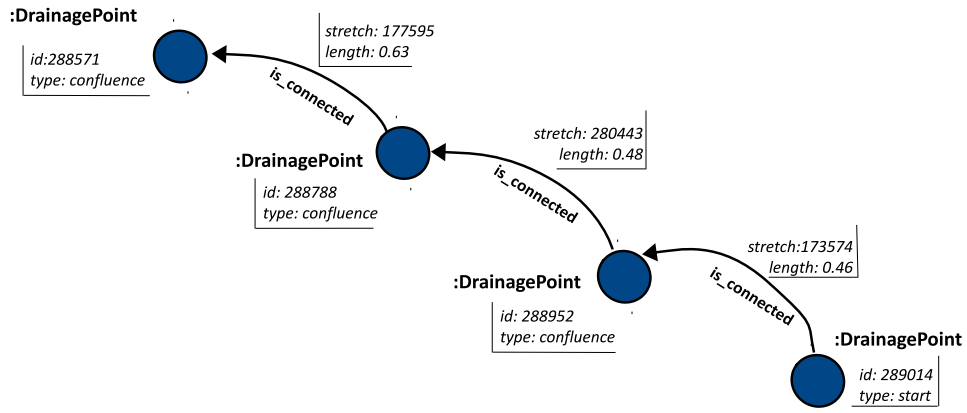 :DrainagePoint
id:288571
type: confluence
stretch: 177595
length: 0.63
is_connected
:DrainagePoint
id: 288788
type: confluence
stretch: 280443
length: 0.48
is_connected
:DrainagePoint
id: 288952
type: confluence
stretch:173574
length: 0.46
is_connected
:DrainagePoint
id: 289014
type: start